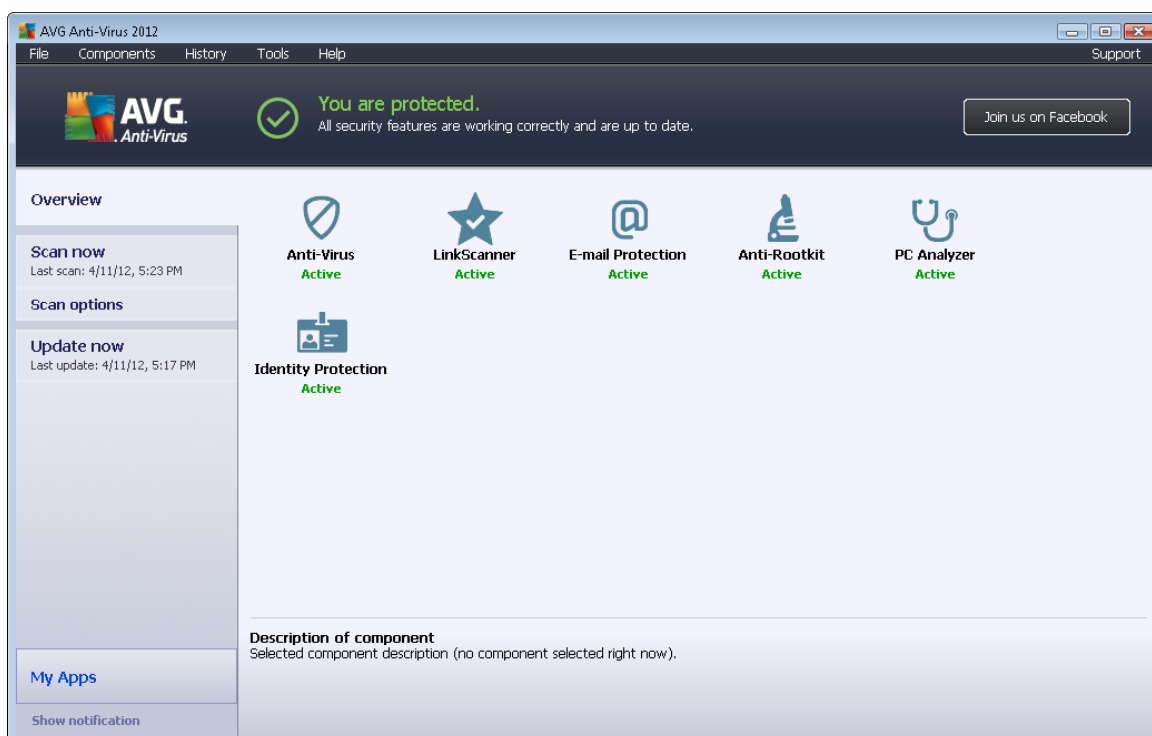 AVG Anti-Virus 2012
File Components History Tools Help Support
AVG.
Anti-Virus
You are protected.
All security features are working correctly and are up to date.
Join us on Facebook
Overview
Scan now
Last scan: 4/11/12, 5:23 PM
Scan options
Update now
Last update: 4/11/12, 5:17 PM
My Apps
Show notification
Anti-Virus LinkScanner E-mail Protection Anti-Rootkit PC Analyzer
Active Active Active Active Active
Identity Protection
Active
Description of component
Selected component description (no component selected right now).